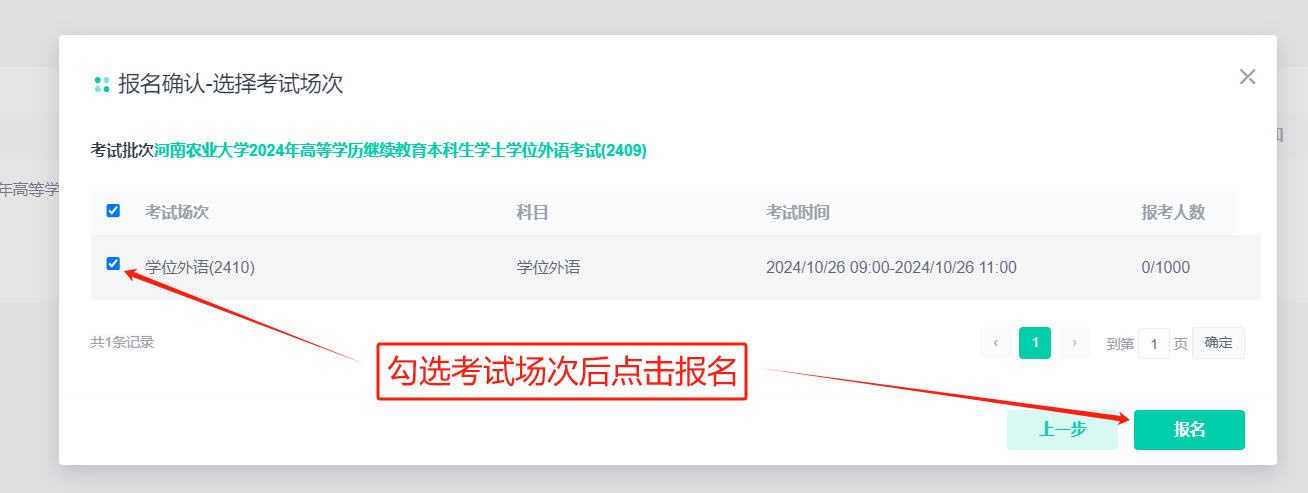 报名确认-选择考试场次
考试批次河南农业大学2024年高等学历继续教育本科生学士学位外语考试(2409)
考试场次 科目 考试时间 报考人数
年高等学
学位外语(2410) 学位外语 2024/10/26 09:00-2024/10/26 11:00 0/1000
共1条记录 ‹ 1 › 到第 1 页 确定
勾选考试场次后点击报名
上一步 报名